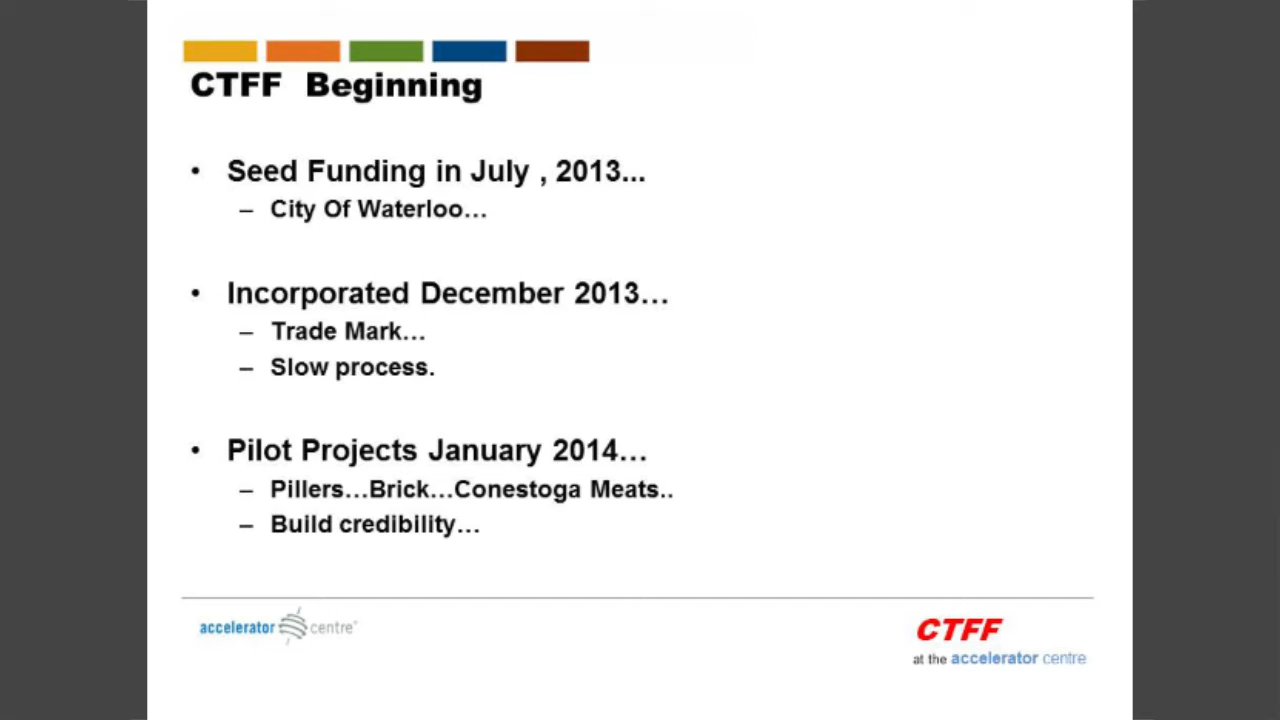 CTFF Beginning
• Seed Funding in July , 2013...
– City Of Waterloo…
• Incorporated December 2013…
– Trade Mark…
– Slow process.
• Pilot Projects January 2014…
– Pillers…Brick…Conestoga Meats..
– Build credibility…
accelerator centre
CTFF
at the accelerator centre